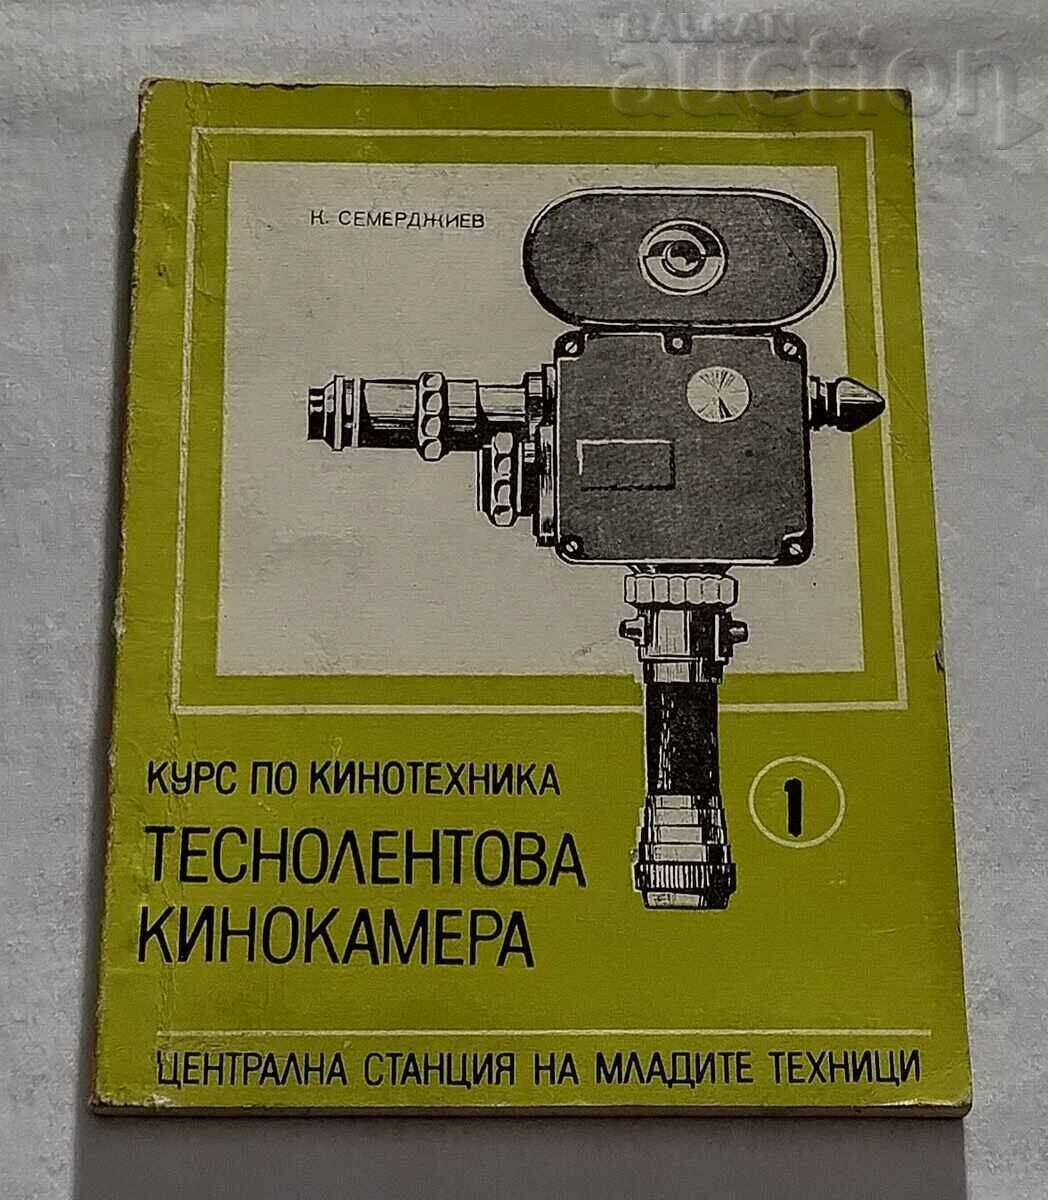 BALKAN
auction
К. СЕМЕРДЖИЕВ
КУРС ПО КИНОТЕХНИКА
1
ТЕСНОЛЕНТОВА
КИНОКАМЕРА
ЦЕНТРАЛНА СТАНЦИЯ НА МЛАДИТЕ ТЕХНИЦИ